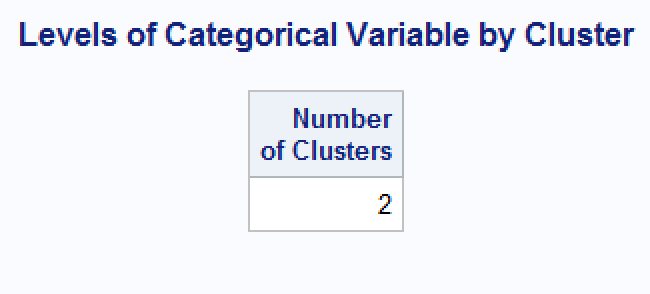 Levels of Categorical Variable by Cluster
Number
of Clusters
2